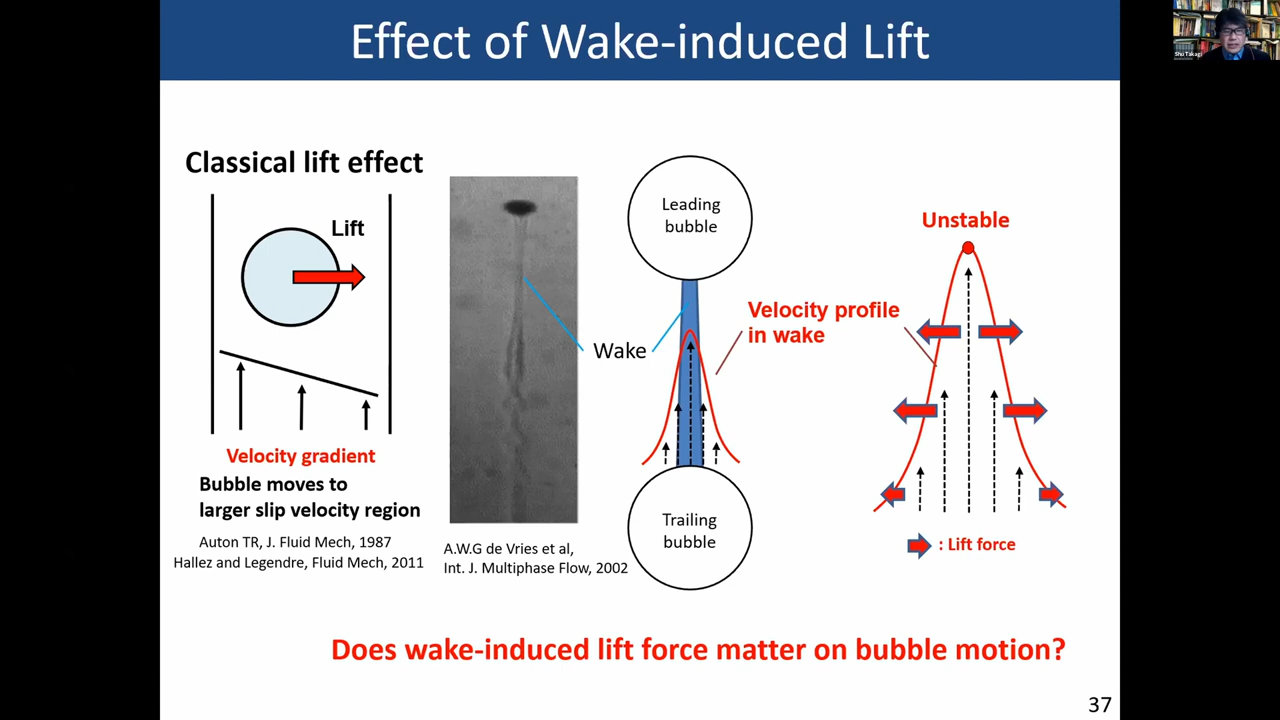 Effect of Wake-induced Lift
Shu Takagi
Classical lift effect
Lift
Velocity gradient
Bubble moves to
larger slip velocity region
Auton TR, J. Fluid Mech, 1987
Hallez and Legendre, Fluid Mech, 2011
A.W.G de Vries et al,
Int. J. Multiphase Flow, 2002
Wake
Leading
bubble
Velocity profile
in wake
Trailing
bubble
Unstable
: Lift force
Does wake-induced lift force matter on bubble motion?
37